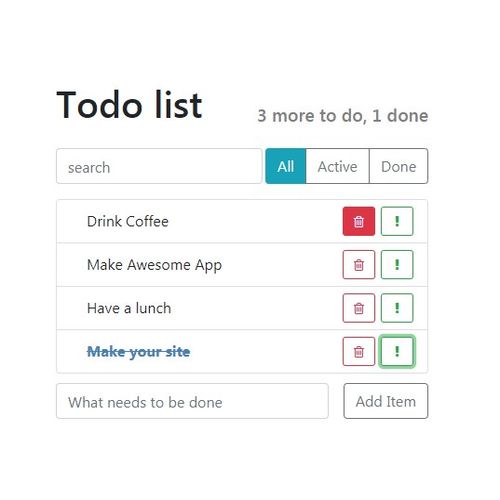 Todo list
3 more to do, 1 done
search
All Active Done
Drink Coffee !
Make Awesome App !
Have a lunch !
Make your site !
What needs to be done Add Item